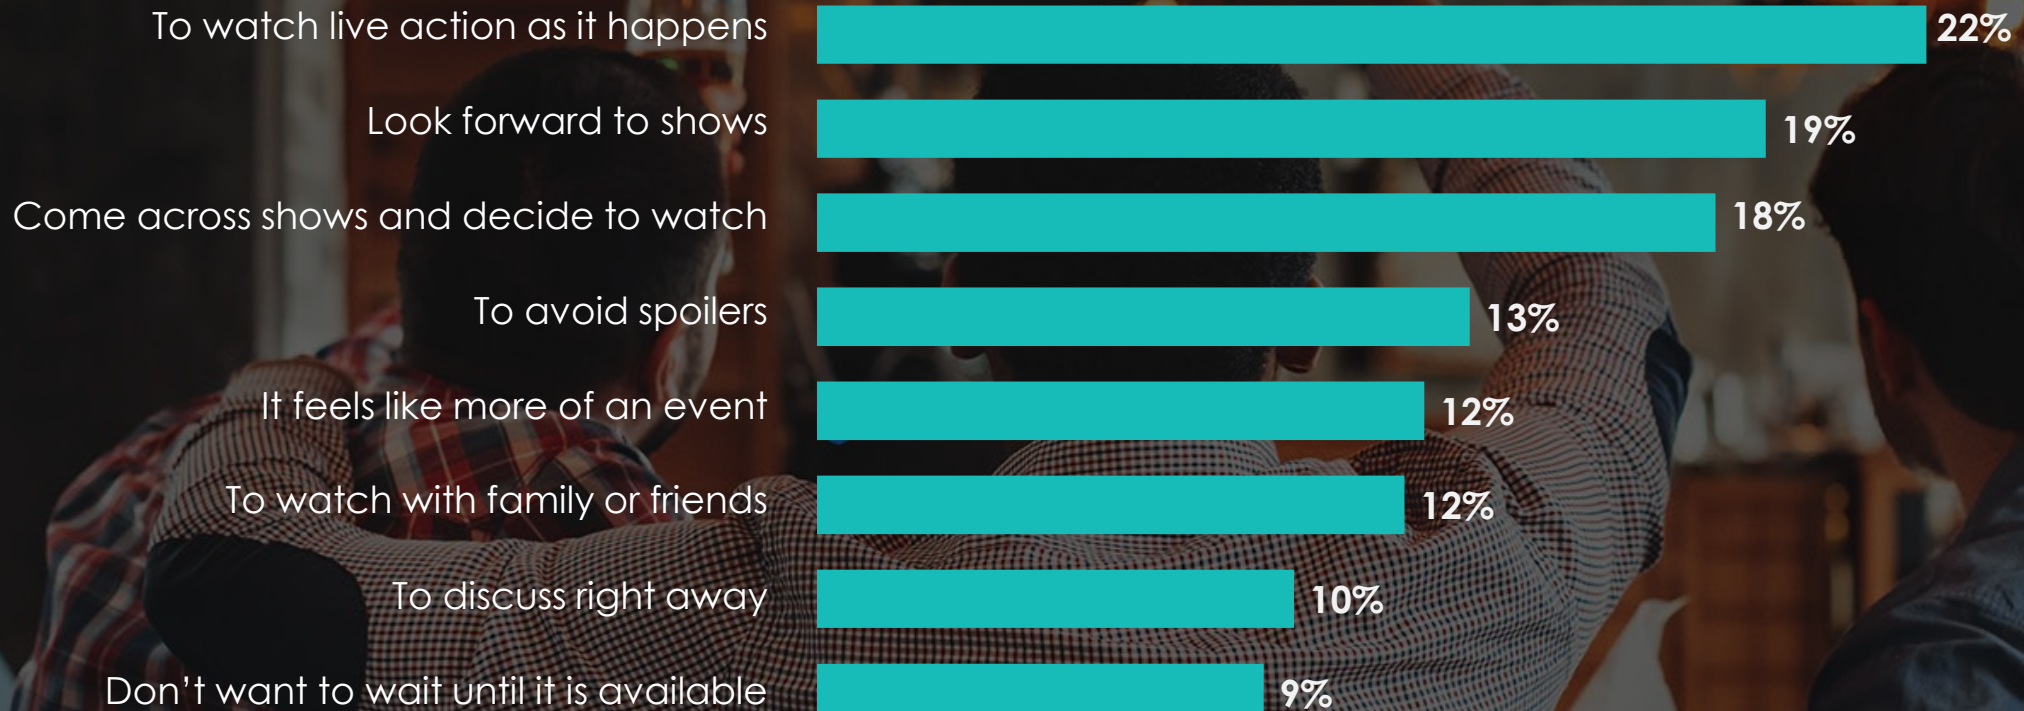 To watch live action as it happens 22%
Look forward to shows 19%
Come across shows and decide to watch 18%
To avoid spoilers 13%
It feels like more of an event 12%
To watch with family or friends 12%
To discuss right away 10%
Don’t want to wait until it is available 9%